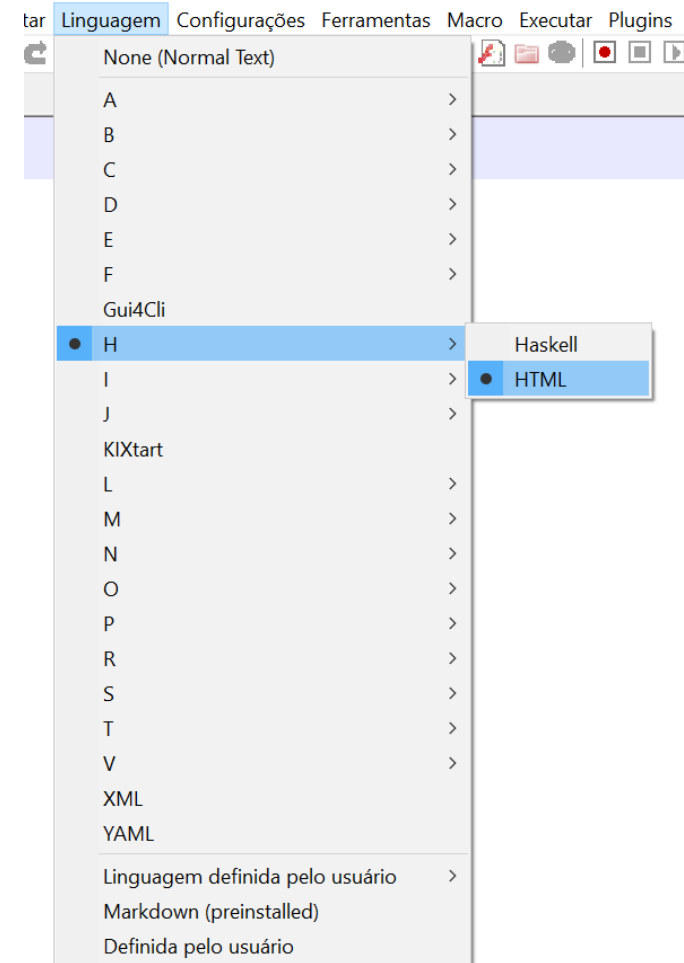 tar Linguagem Configurações Ferramentas Macro Executar Plugins
None (Normal Text)
A
B
C
D
E
F
Gui4Cli
H
Haskell
HTML
I
J
KIXtart
L
M
N
O
P
R
S
T
V
XML
YAML
Linguagem definida pelo usuário
Markdown (preinstalled)
Definida pelo usuário